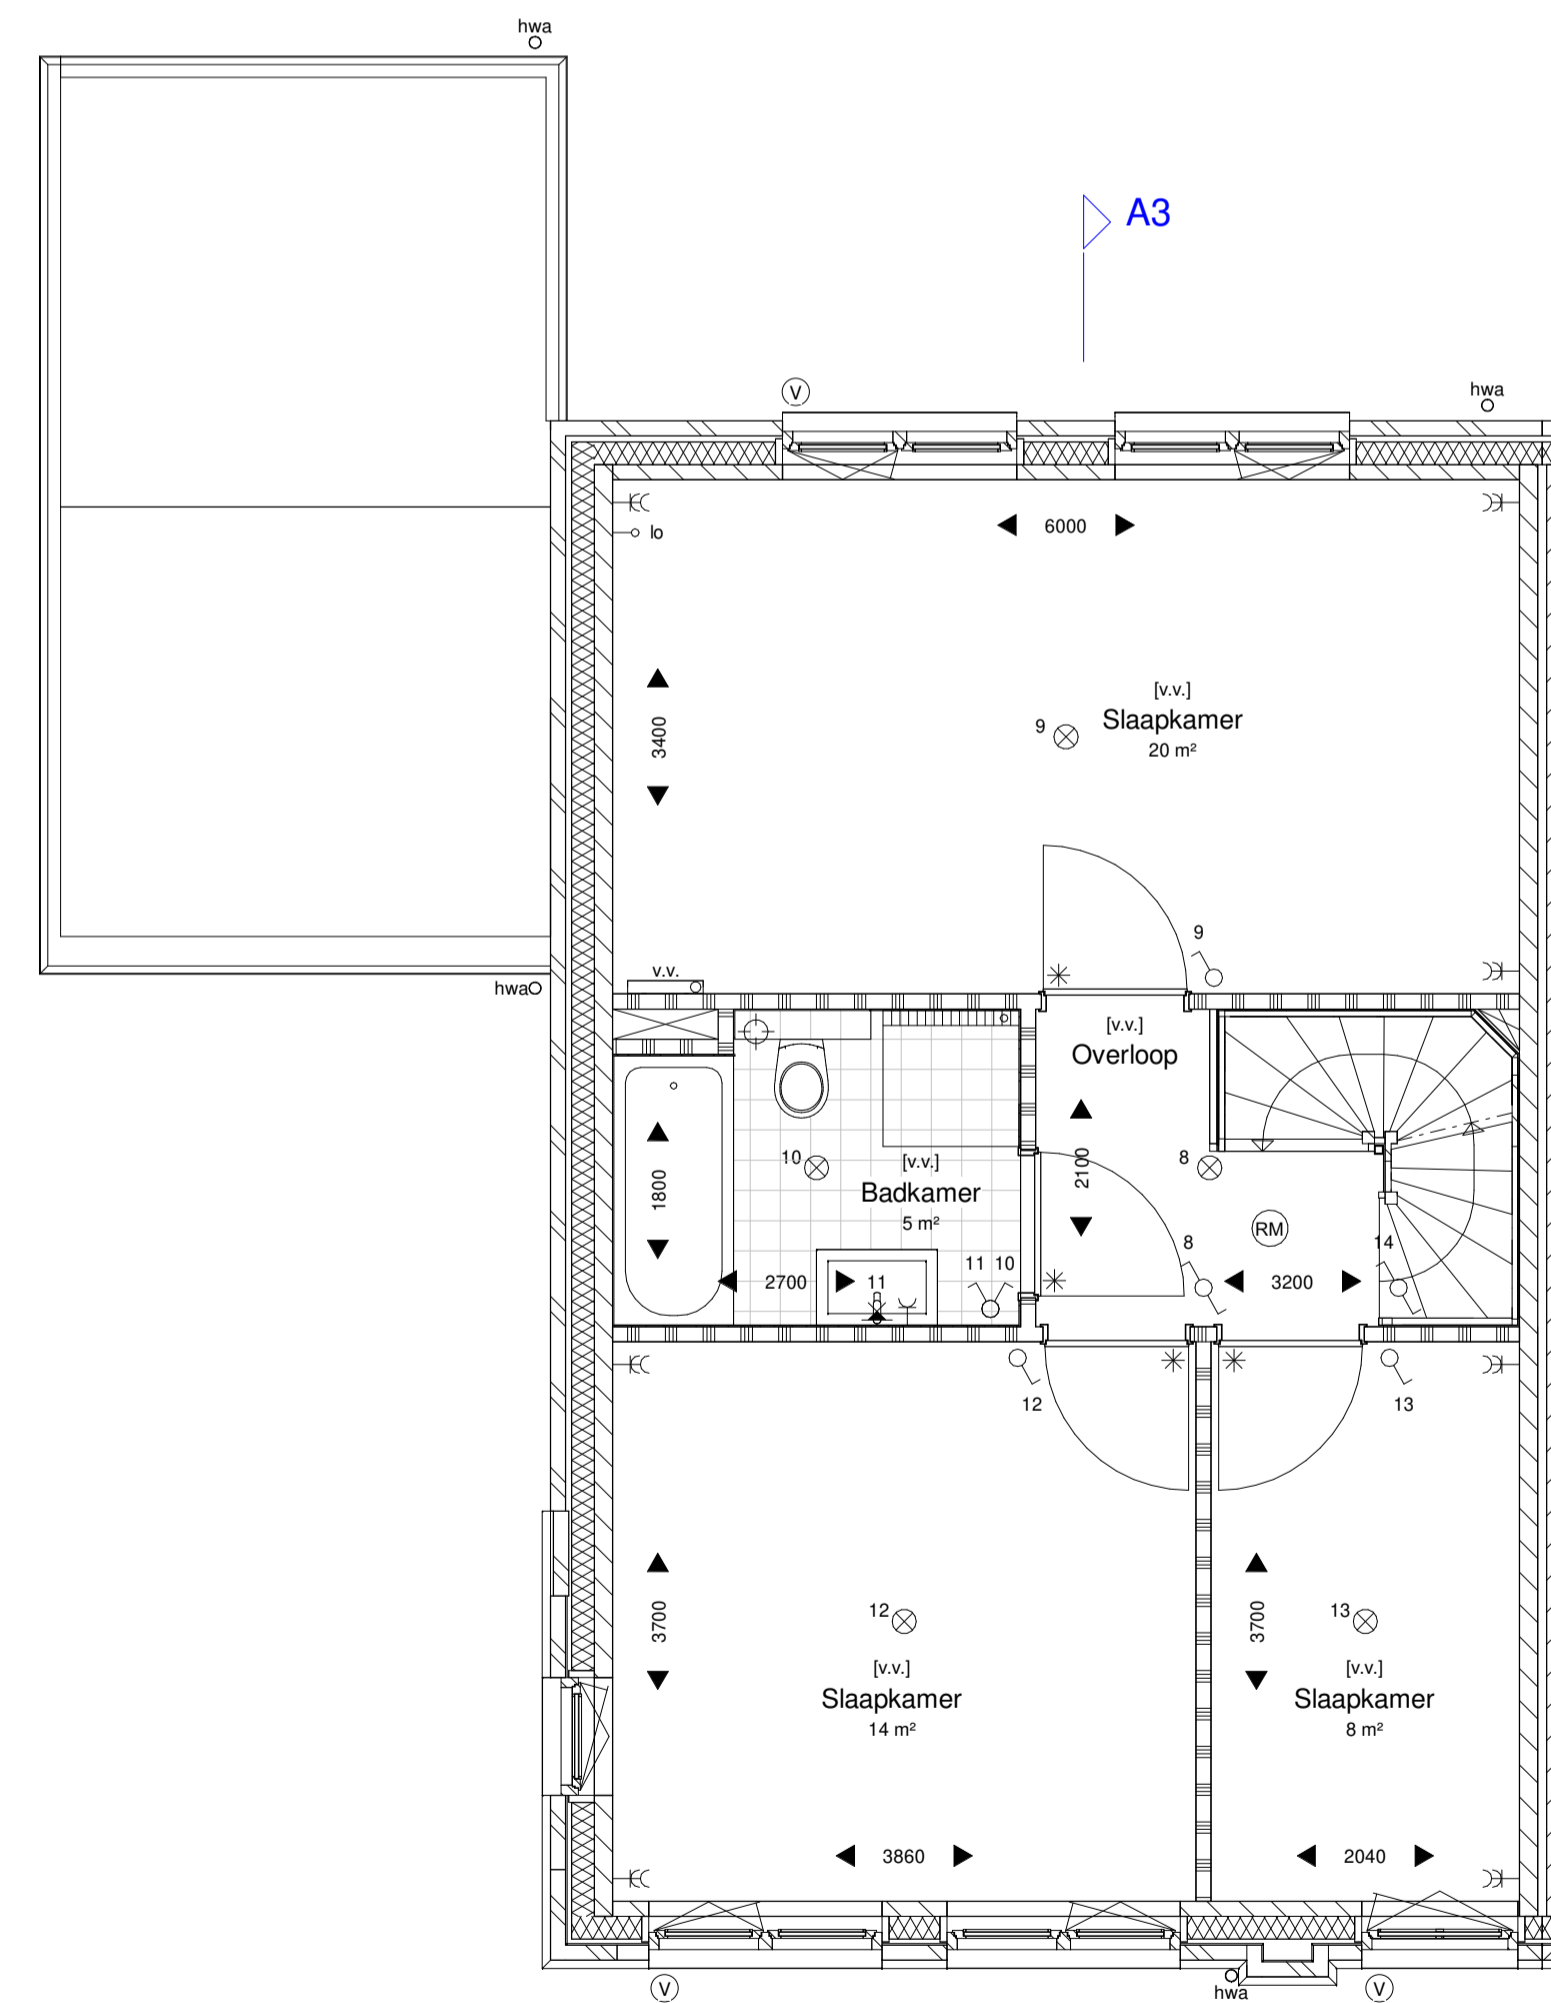 hwa
A3
V
hwa
6000
lo
[v.v.]
Slaapkamer
20 m²
9
3400
9
v.v.
hwa
[v.v.]
Overloop
10
[v.v.]
Badkamer
5 m²
1800
2100
8
RM
8
14
11 10
2700
11
3200
12
13
12
[v.v.]
Slaapkamer
14 m²
3700
13
[v.v.]
Slaapkamer
8 m²
3700
3860
2040
V
hwa
V